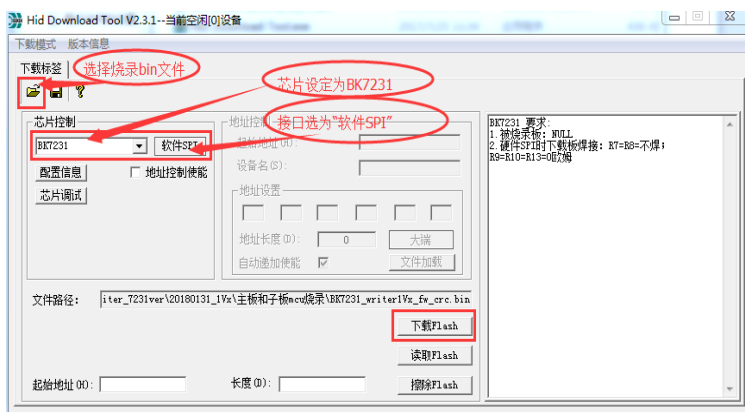 Hid Download Tool V2.3.1--当前空闲[0]设备
下载模式 版本信息
下载标签
选择烧录bin文件
芯片设定为BK7231
接口选为“软件SPI”
芯片控制
BK7231
软件SPI
配置信息
地址控制使能
芯片调试
地址控制
起始地址(H):
设备名(S):
地址设置
地址长度(D):
0
大端
自动递加使能
文件加载
BK7231 要求:
1.被烧录板: NULL
2.硬件SPI时下载板焊接: R7=R8=不焊;
R9=R10=R13=0欧姆
文件路径:
iter_7231ver\20180131_1Vx\主板和子板mcu烧录\BK7231_writer1Vx_fw_crc.bin
下载Flash
读取Flash
起始地址(H):
长度(D):
擦除Flash